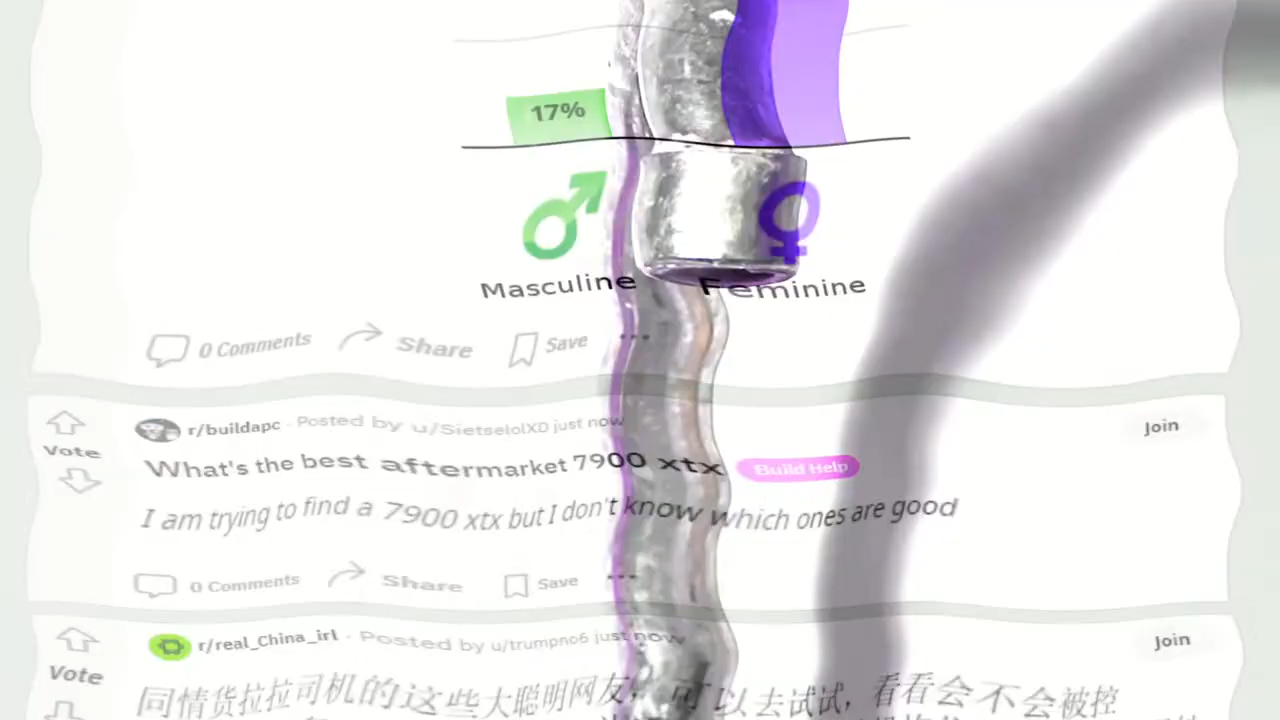 17%
Masculine Feminine
0 Comments Share Save ...
r/buildapc · Posted by u/SietselolXD just now Join
Vote
What's the best aftermarket 7900 xtx Build Help
I am trying to find a 7900 xtx but I don't know which ones are good
0 Comments Share Save ...
r/real_China_irl · Posted by u/trumpno6 just now Join
Vote
同情货拉拉司机的这些大聪明网友，可以去试试，看看会不会被控